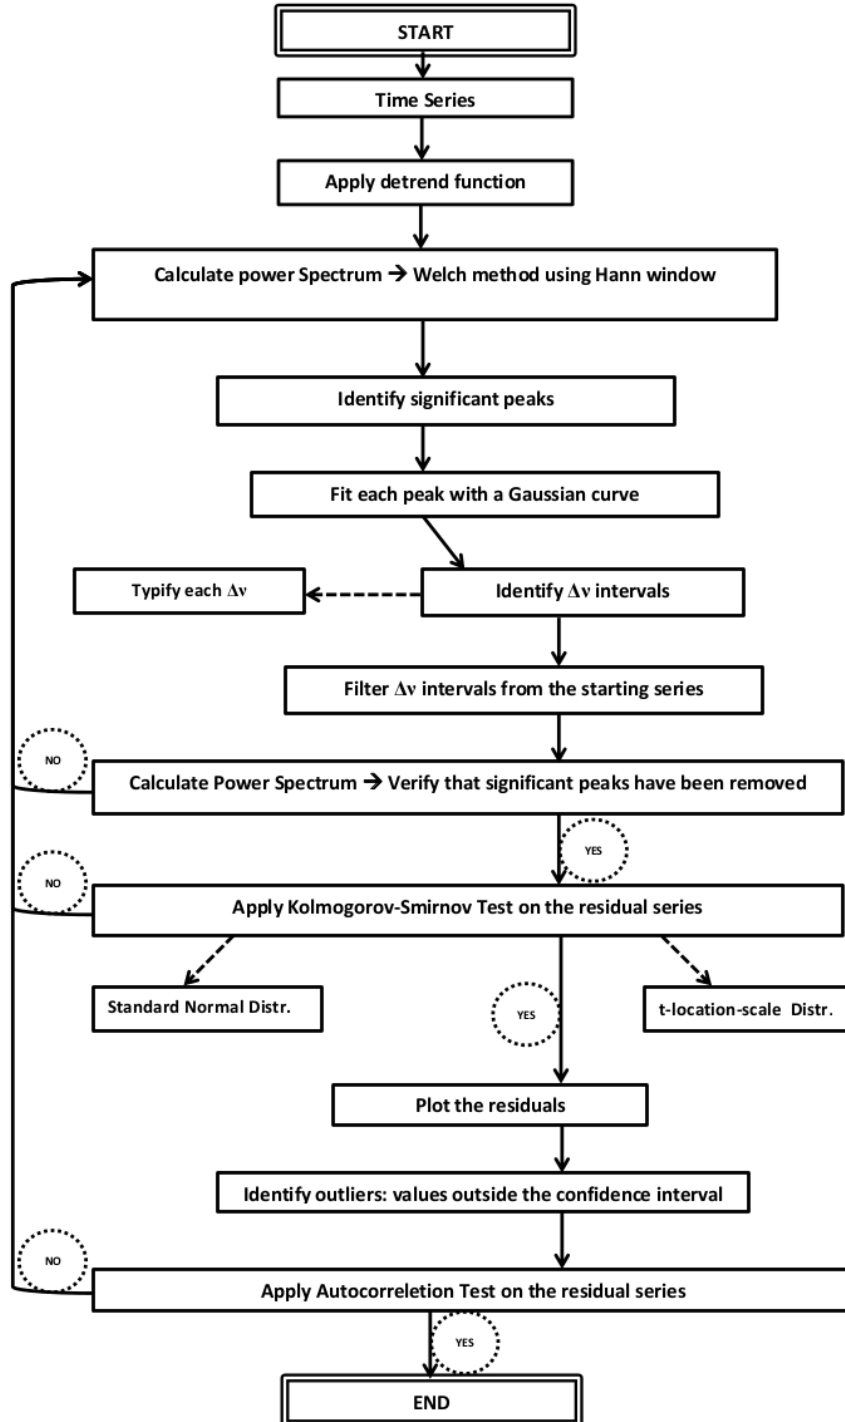 START
Time Series
Apply detrend function
Calculate power Spectrum → Welch method using Hann window
Identify significant peaks
Fit each peak with a Gaussian curve
Typify each Δν
Identify Δν intervals
Filter Δν intervals from the starting series
NO
Calculate Power Spectrum → Verify that significant peaks have been removed
YES
NO
Apply Kolmogorov-Smirnov Test on the residual series
Standard Normal Distr.
YES
t-location-scale Distr.
Plot the residuals
Identify outliers: values outside the confidence interval
NO
Apply Autocorreletion Test on the residual series
YES
END